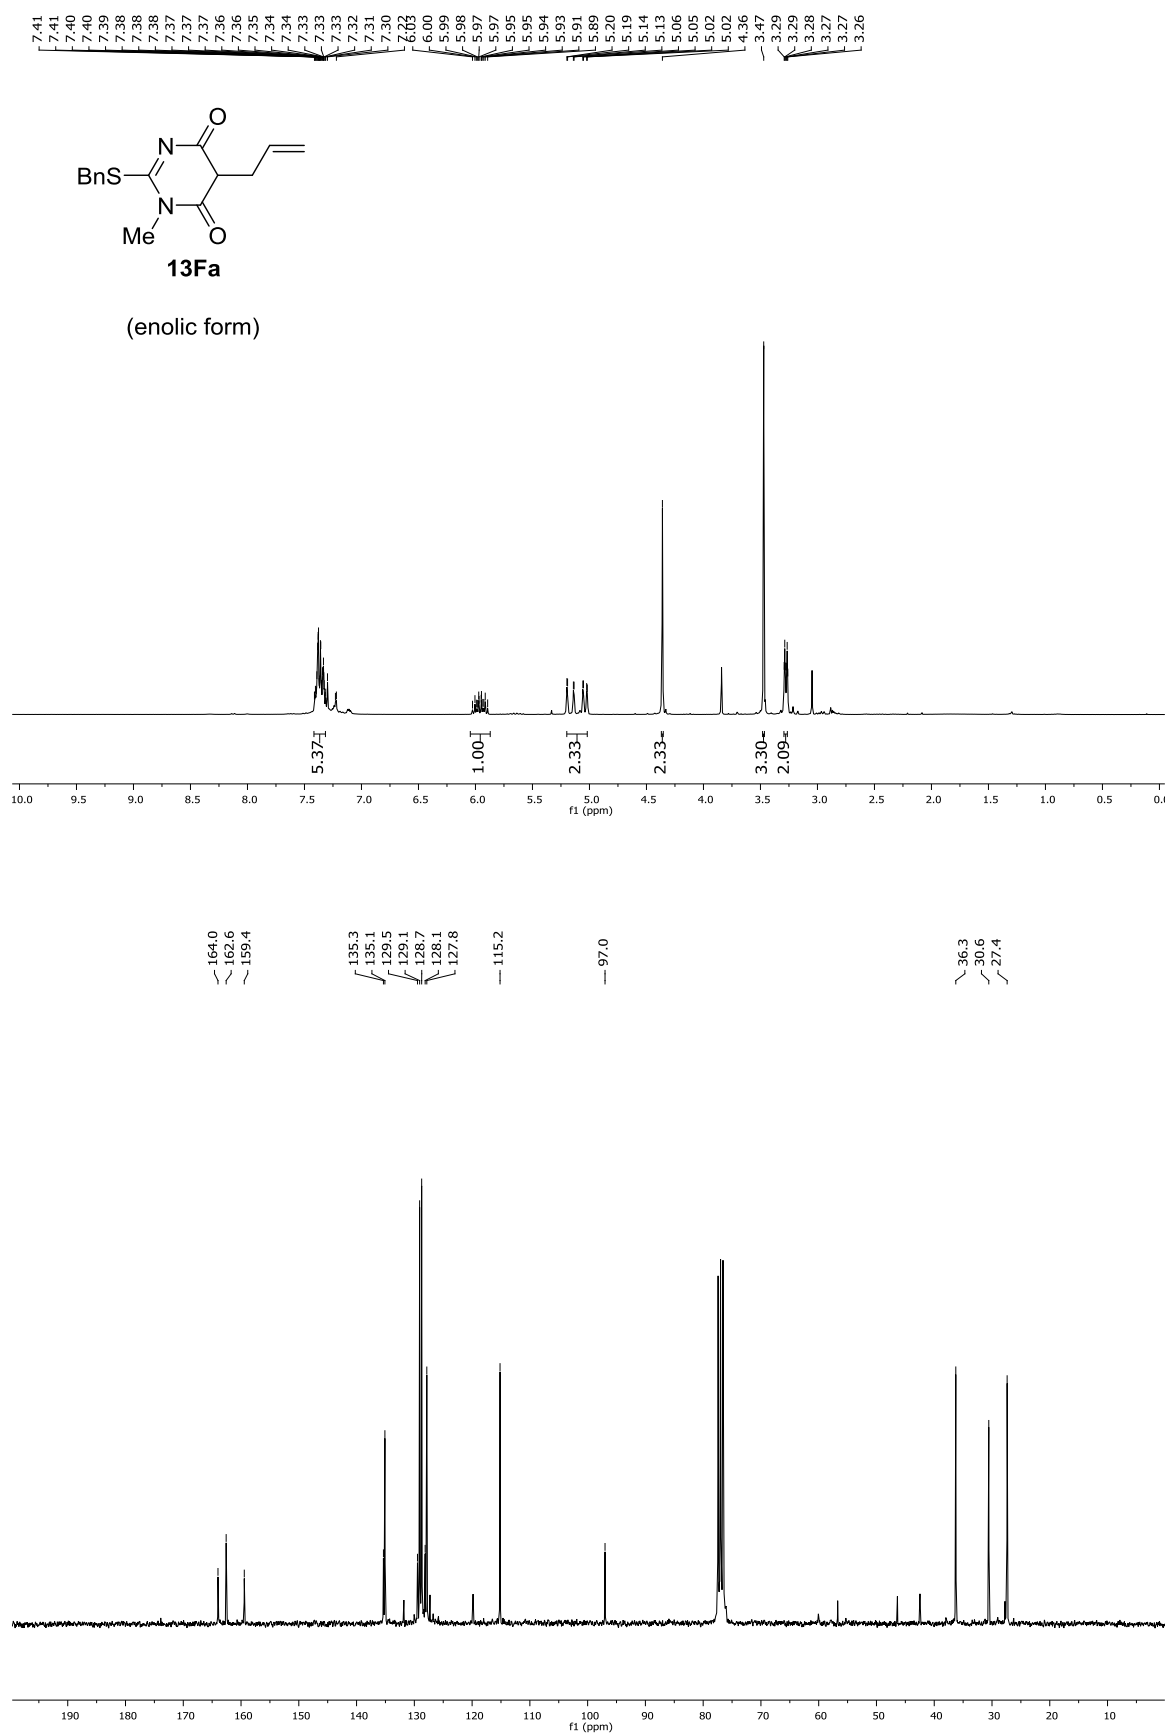 7.41 7.41 7.40 7.40 7.39 7.38 7.38 7.38 7.37 7.37 7.37 7.36 7.36 7.35 7.34 7.34 7.33 7.33 7.33 7.32 7.31 7.30 7.22 6.03 6.00 5.99 5.98 5.97 5.97 5.95 5.95 5.94 5.93 5.91 5.89 5.20 5.19 5.14 5.13 5.06 5.05 5.02 5.02 4.36 3.47 3.29 3.29 3.28 3.27 3.27 3.26
O
N
BnS
N
Me
O
13Fa
(enolic form)
5.37 1.00 2.33 2.33 3.30 2.09
10.0 9.5 9.0 8.5 8.0 7.5 7.0 6.5 6.0 5.5 5.0 4.5 4.0 3.5 3.0 2.5 2.0 1.5 1.0 0.5
f1 (ppm)
164.0 162.6 159.4 135.3 135.1 129.5 129.1 128.7 128.1 127.8 115.2 97.0 36.3 30.6 27.4
190 180 170 160 150 140 130 120 110 100 90 80 70 60 50 40 30 20 10
f1 (ppm)